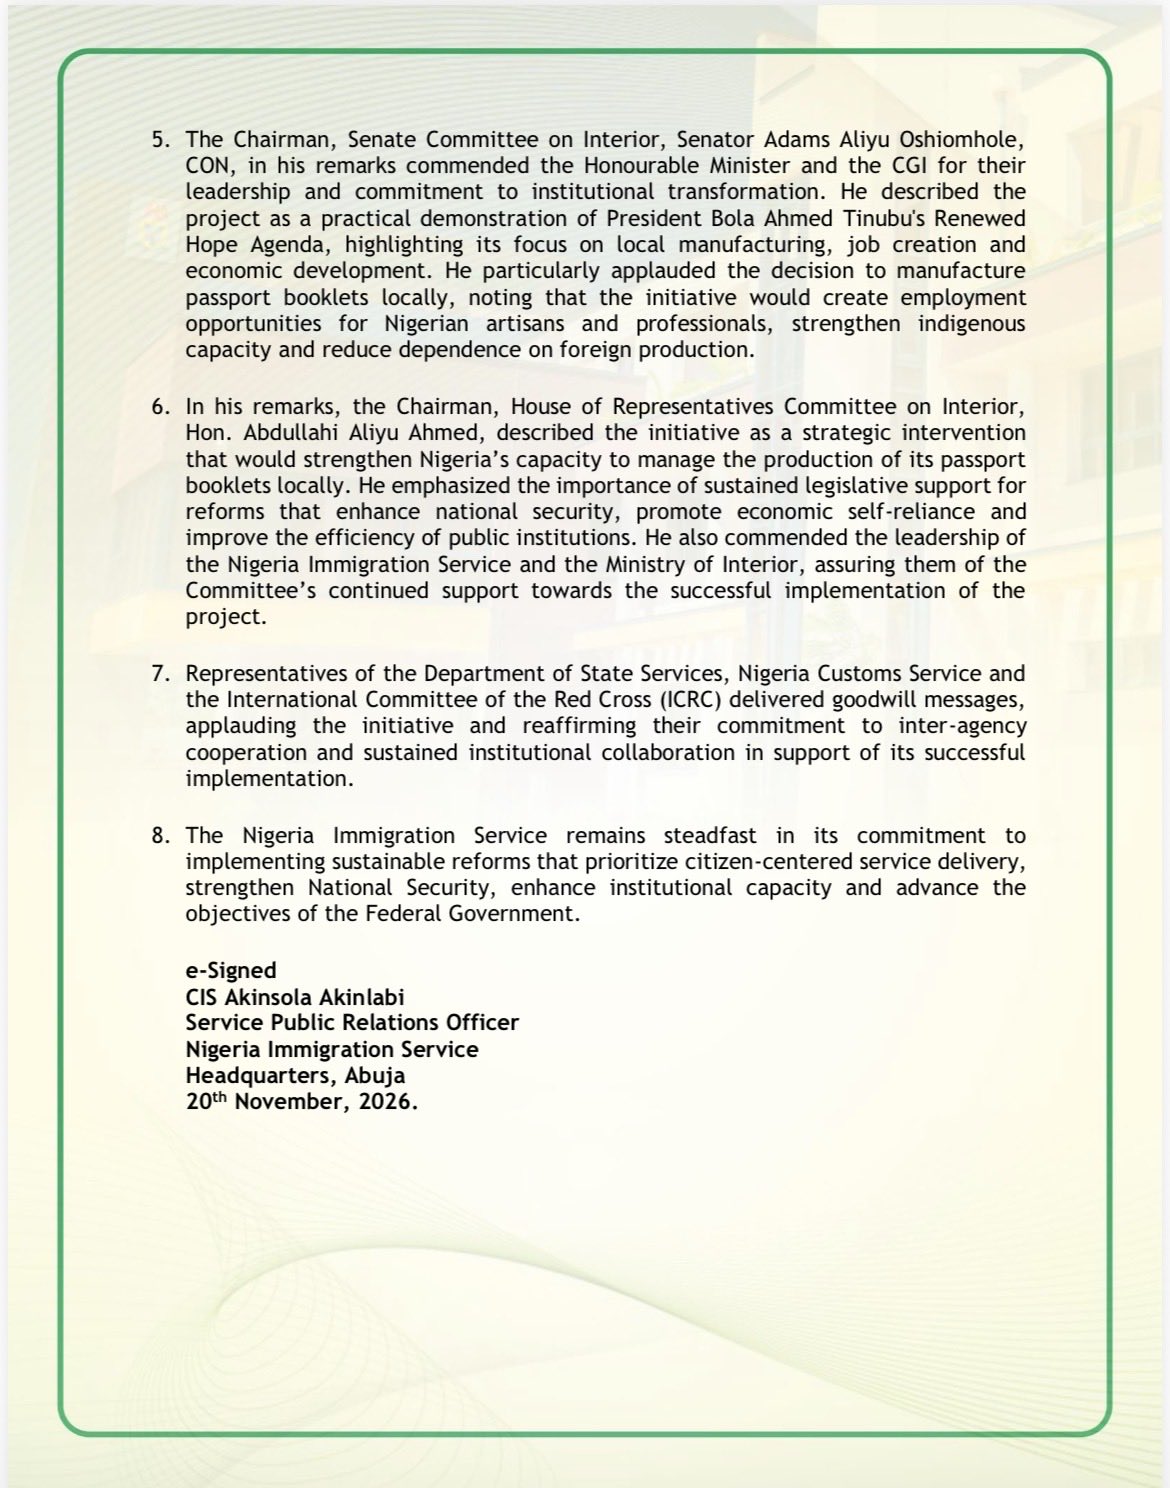 5. The Chairman, Senate Committee on Interior, Senator Adams Aliyu Oshiomhole,
CON, in his remarks commended the Honourable Minister and the CGI for their
leadership and commitment to institutional transformation. He described the
project as a practical demonstration of President Bola Ahmed Tinubu's Renewed
Hope Agenda, highlighting its focus on local manufacturing, job creation and
economic development. He particularly applauded the decision to manufacture
passport booklets locally, noting that the initiative would create employment
opportunities for Nigerian artisans and professionals, strengthen indigenous
capacity and reduce dependence on foreign production.
6. In his remarks, the Chairman, House of Representatives Committee on Interior,
Hon. Abdullahi Aliyu Ahmed, described the initiative as a strategic intervention
that would strengthen Nigeria’s capacity to manage the production of its passport
booklets locally. He emphasized the importance of sustained legislative support for
reforms that enhance national security, promote economic self-reliance and
improve the efficiency of public institutions. He also commended the leadership of
the Nigeria Immigration Service and the Ministry of Interior, assuring them of the
Committee’s continued support towards the successful implementation of the
project.
7. Representatives of the Department of State Services, Nigeria Customs Service and
the International Committee of the Red Cross (ICRC) delivered goodwill messages,
applauding the initiative and reaffirming their commitment to inter-agency
cooperation and sustained institutional collaboration in support of its successful
implementation.
8. The Nigeria Immigration Service remains steadfast in its commitment to
implementing sustainable reforms that prioritize citizen-centered service delivery,
strengthen National Security, enhance institutional capacity and advance the
objectives of the Federal Government.
e-Signed
CIS Akinsola Akinlabi
Service Public Relations Officer
Nigeria Immigration Service
Headquarters, Abuja
20th November, 2026.